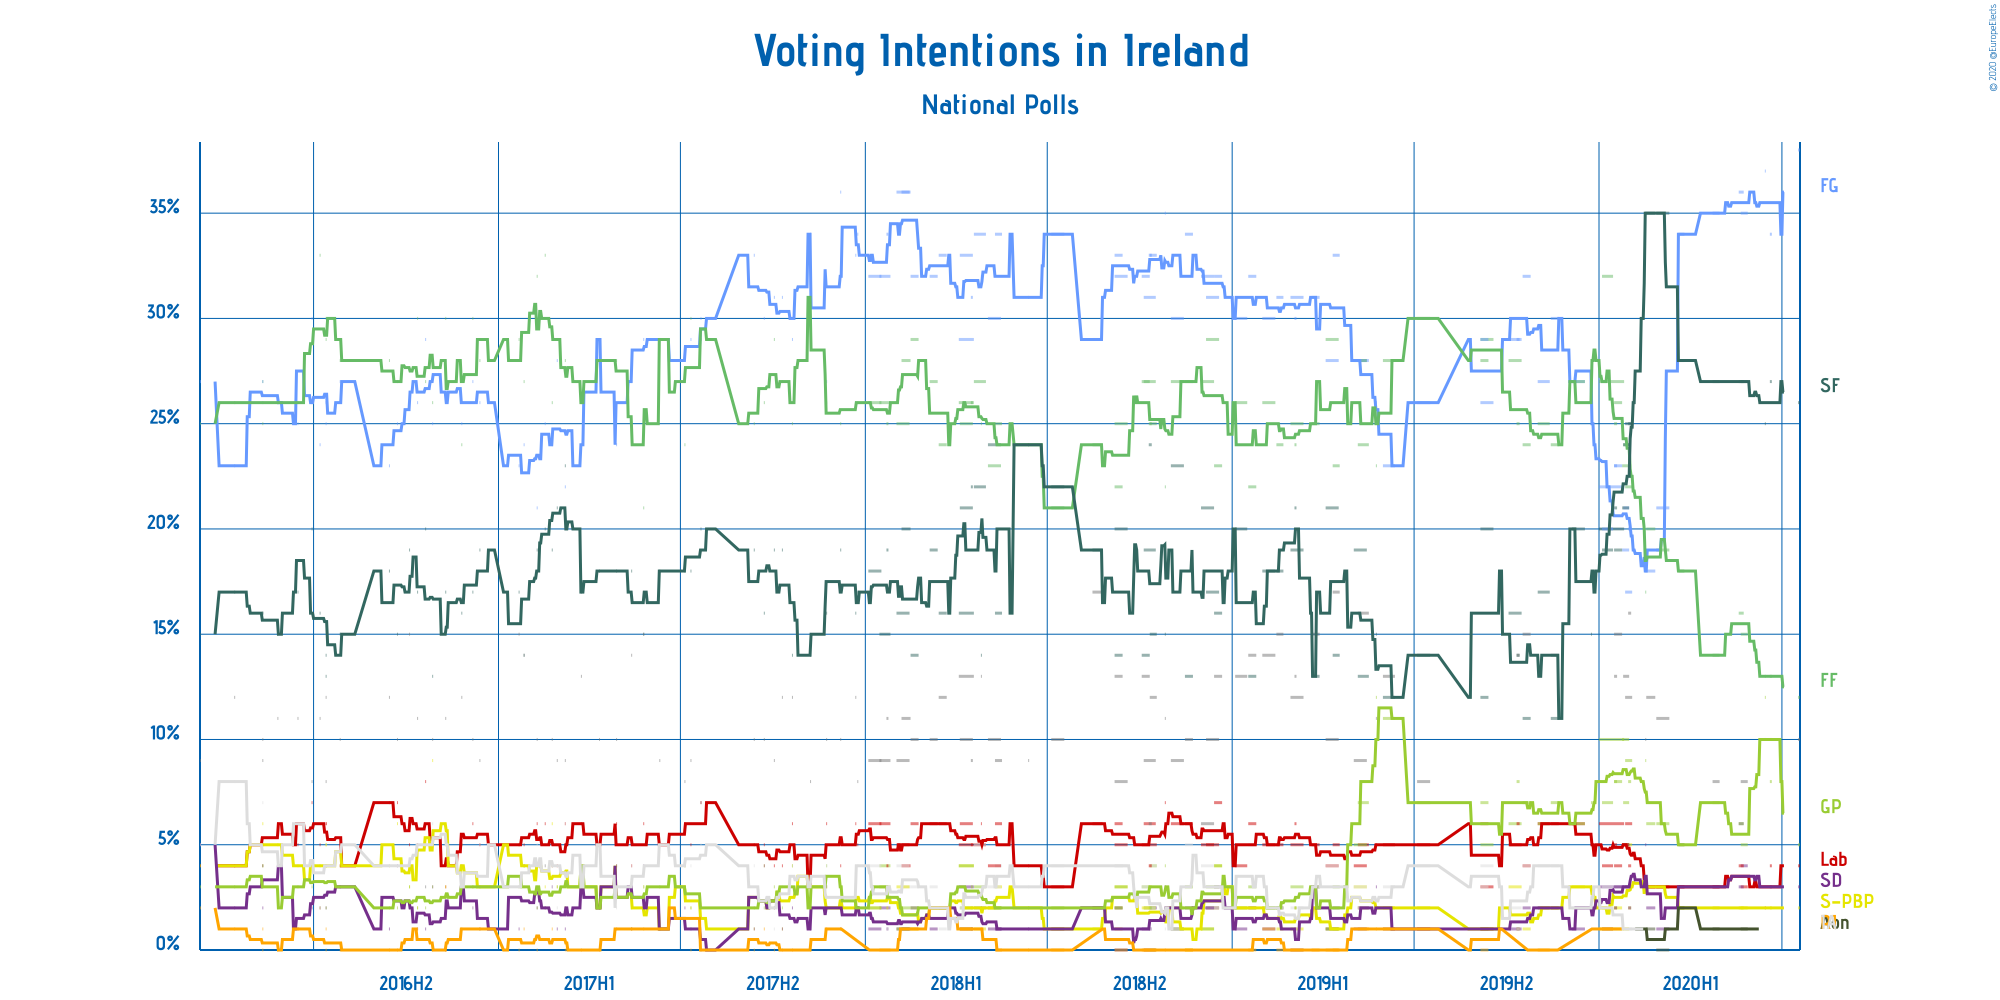 © 2020 @EuropeElects
Voting Intentions in Ireland
National Polls
35%
30%
25%
20%
15%
10%
5%
0%
FG
SF
FF
GP
Lab
SD
S-PBP
2016H2 2017H1 2017H2 2018H1 2018H2 2019H1 2019H2 2020H1